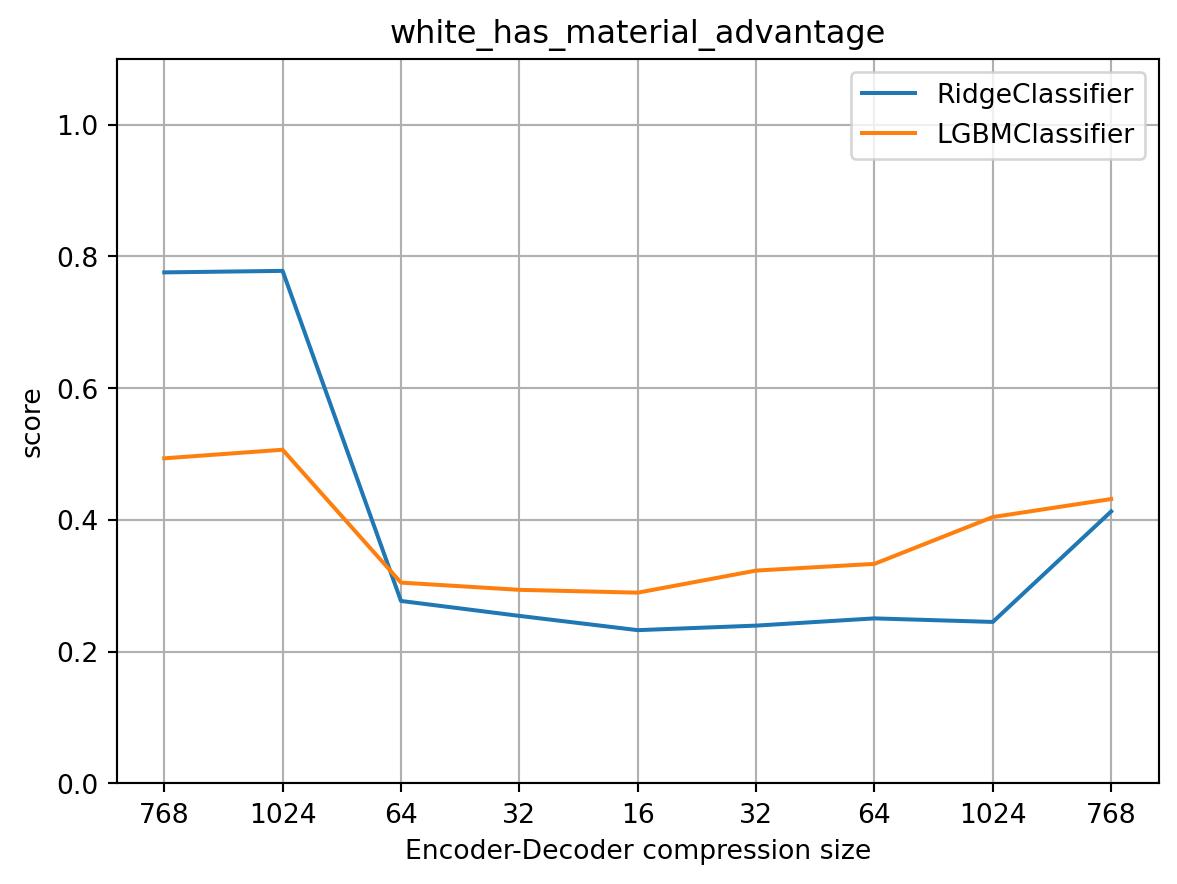 white_has_material_advantage
RidgeClassifier
LGBMClassifier
score
1.0
0.8
0.6
0.4
0.2
0.0
768 1024 64 32 16 32 64 1024 768
Encoder-Decoder compression size